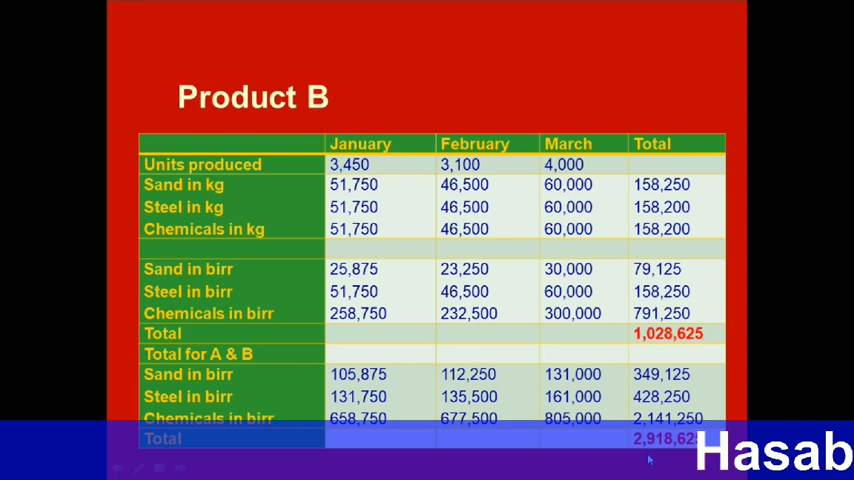 Product B
January February March Total
Units produced 3,450 3,100 4,000
Sand in kg 51,750 46,500 60,000 158,250
Steel in kg 51,750 46,500 60,000 158,200
Chemicals in kg 51,750 46,500 60,000 158,200
Sand in birr 25,875 23,250 30,000 79,125
Steel in birr 51,750 46,500 60,000 158,250
Chemicals in birr 258,750 232,500 300,000 791,250
Total 1,028,625
Total for A & B
Sand in birr 105,875 112,250 131,000 349,125
Steel in birr 131,750 135,500 161,000 428,250
Chemicals in birr 658,750 677,500 805,000 2,141,250
Total 2,918,625
Hasab